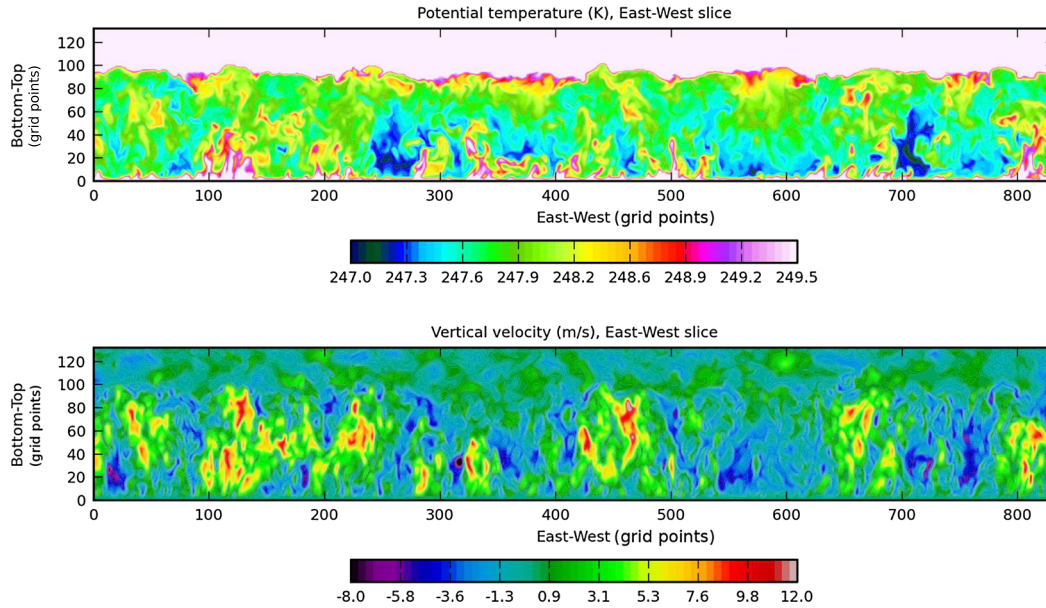 Potential temperature (K), East-West slice
Bottom-Top
(grid points)
120
100
80
60
40
20
0
0 100 200 300 400 500 600 700 800
East-West (grid points)
247.0 247.3 247.6 247.9 248.2 248.6 248.9 249.2 249.5
Vertical velocity (m/s), East-West slice
Bottom-Top
(grid points)
120
100
80
60
40
20
0
0 100 200 300 400 500 600 700 800
East-West (grid points)
-8.0 -5.8 -3.6 -1.3 0.9 3.1 5.3 7.6 9.8 12.0